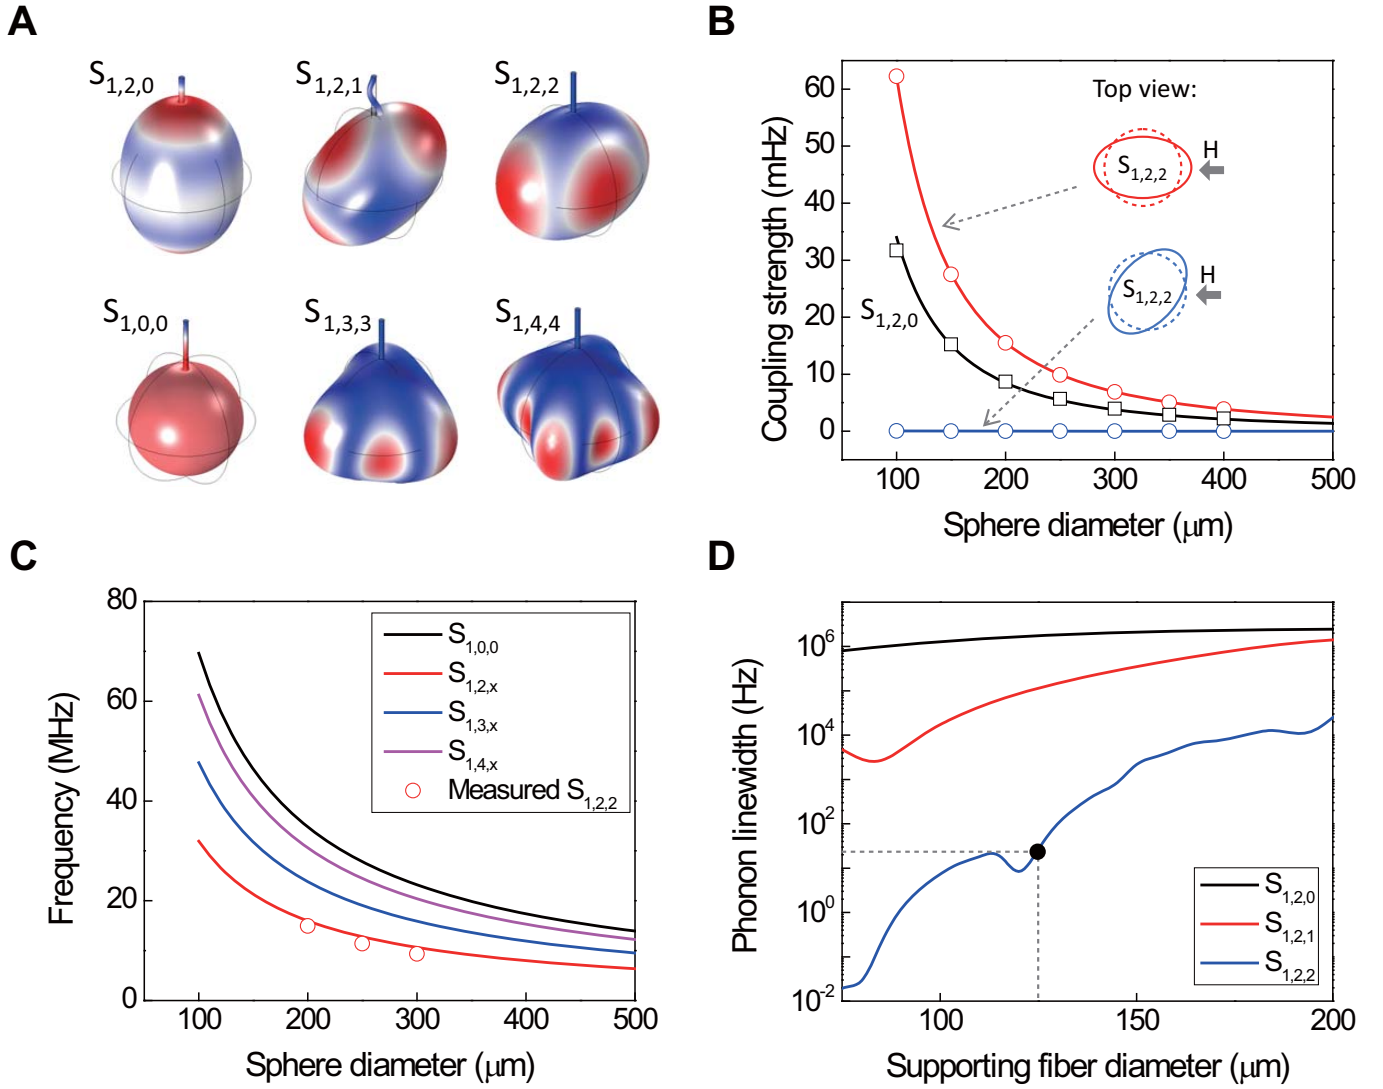 A
S1,2,0
S1,2,1
S1,2,2
S1,0,0
S1,3,3
S1,4,4
B
Coupling strength (mHz)
60
50
40
30
20
10
0
Top view:
S1,2,2
H
S1,2,2
H
S1,2,0
100
200
300
400
500
Sphere diameter (μm)
C
Frequency (MHz)
80
60
40
20
0
S1,0,0
S1,2,x
S1,3,x
S1,4,x
Measured S1,2,2
100
200
300
400
500
Sphere diameter (μm)
D
Phonon linewidth (Hz)
10^6
10^4
10^2
10^0
10^-2
S1,2,0
S1,2,1
S1,2,2
100
150
200
Supporting fiber diameter (μm)